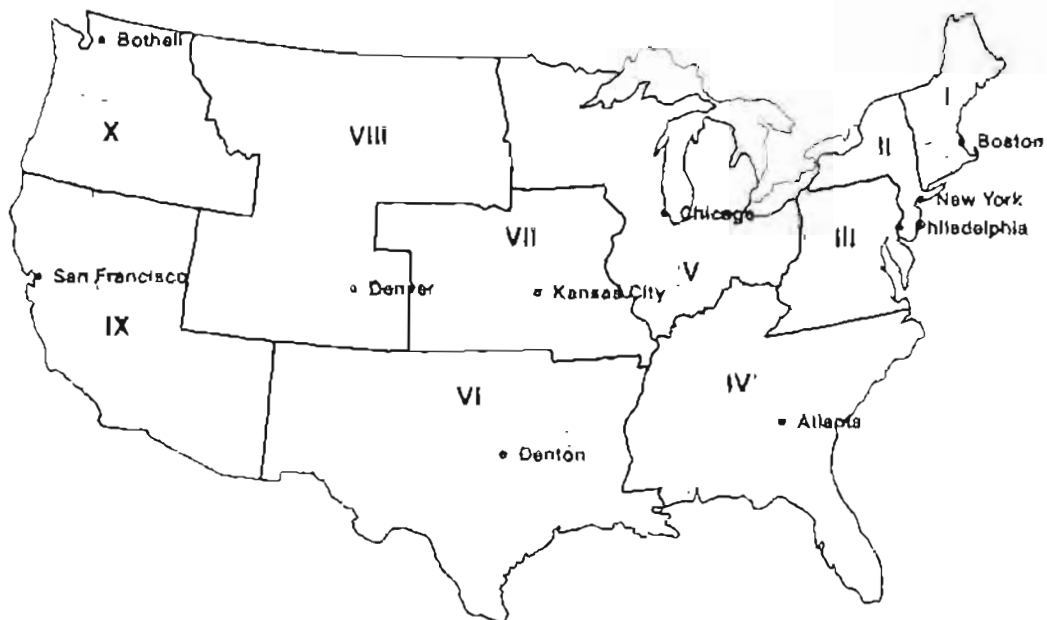 Bothell
I
X
VIII
Boston
II
New York
Chicago
VII
III
Philadelphia
San Francisco
V
Denver
Kansas City
IX
IV
VI
Atlanta
Denton